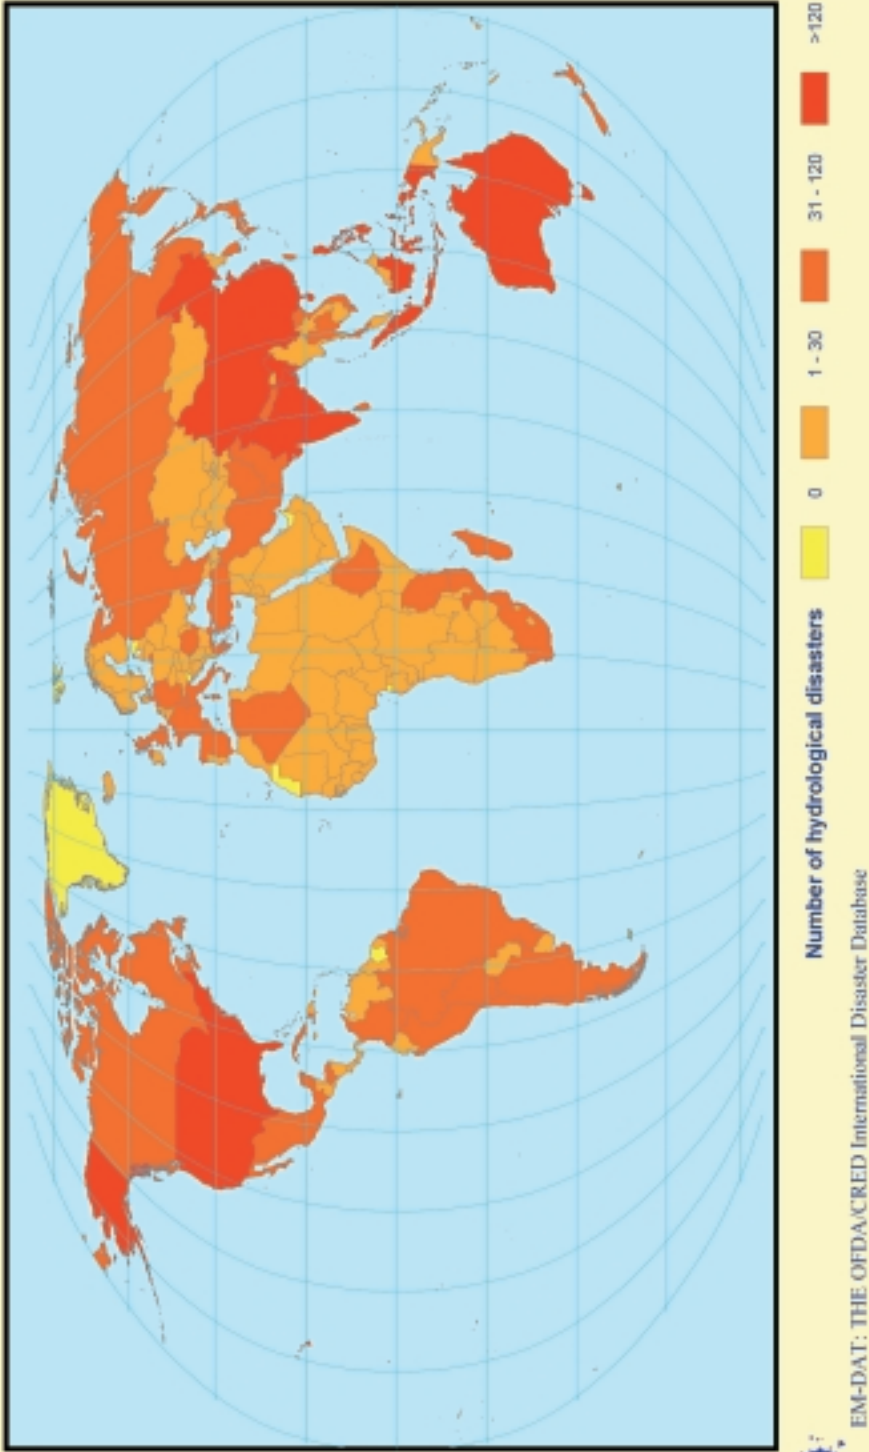 Number of hydrological disasters 0 1 - 30 31 - 120 >120
EM-DAT: THE OFDA/CRED International Disaster Database